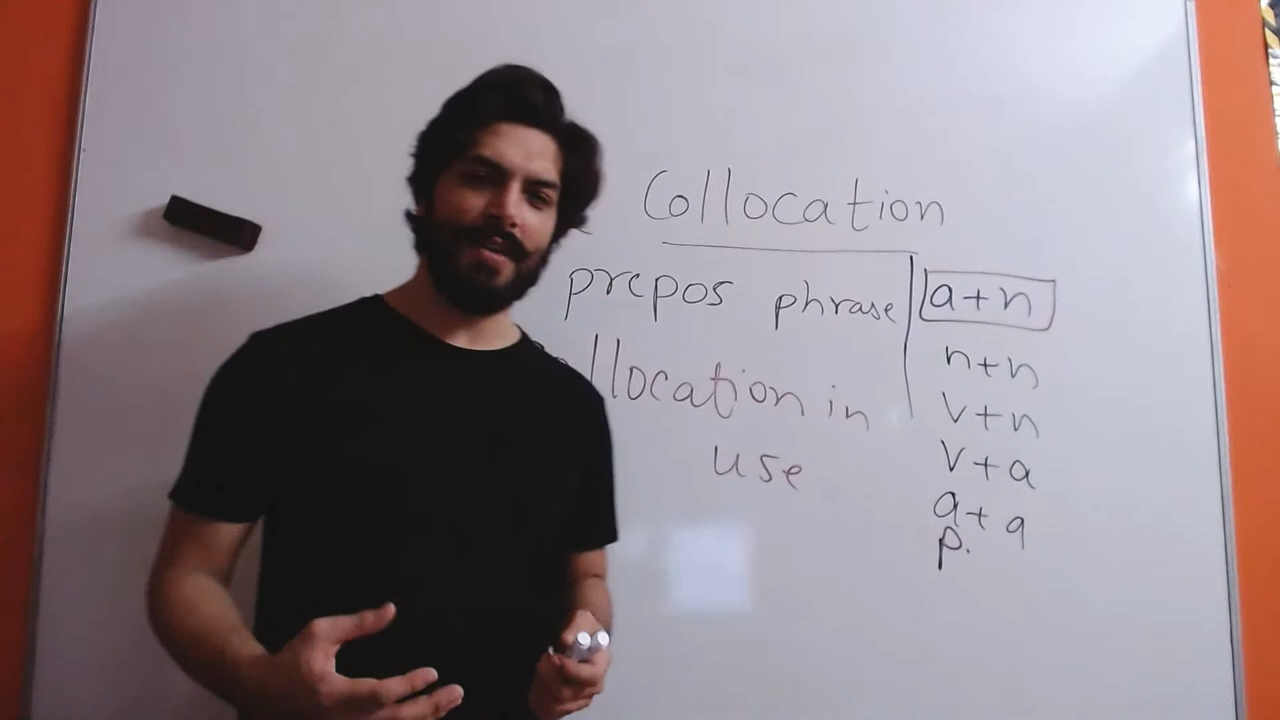 Collocation
prepos phrase
llocation in
use
a+n
n+n
v+n
v+a
a+a
p.